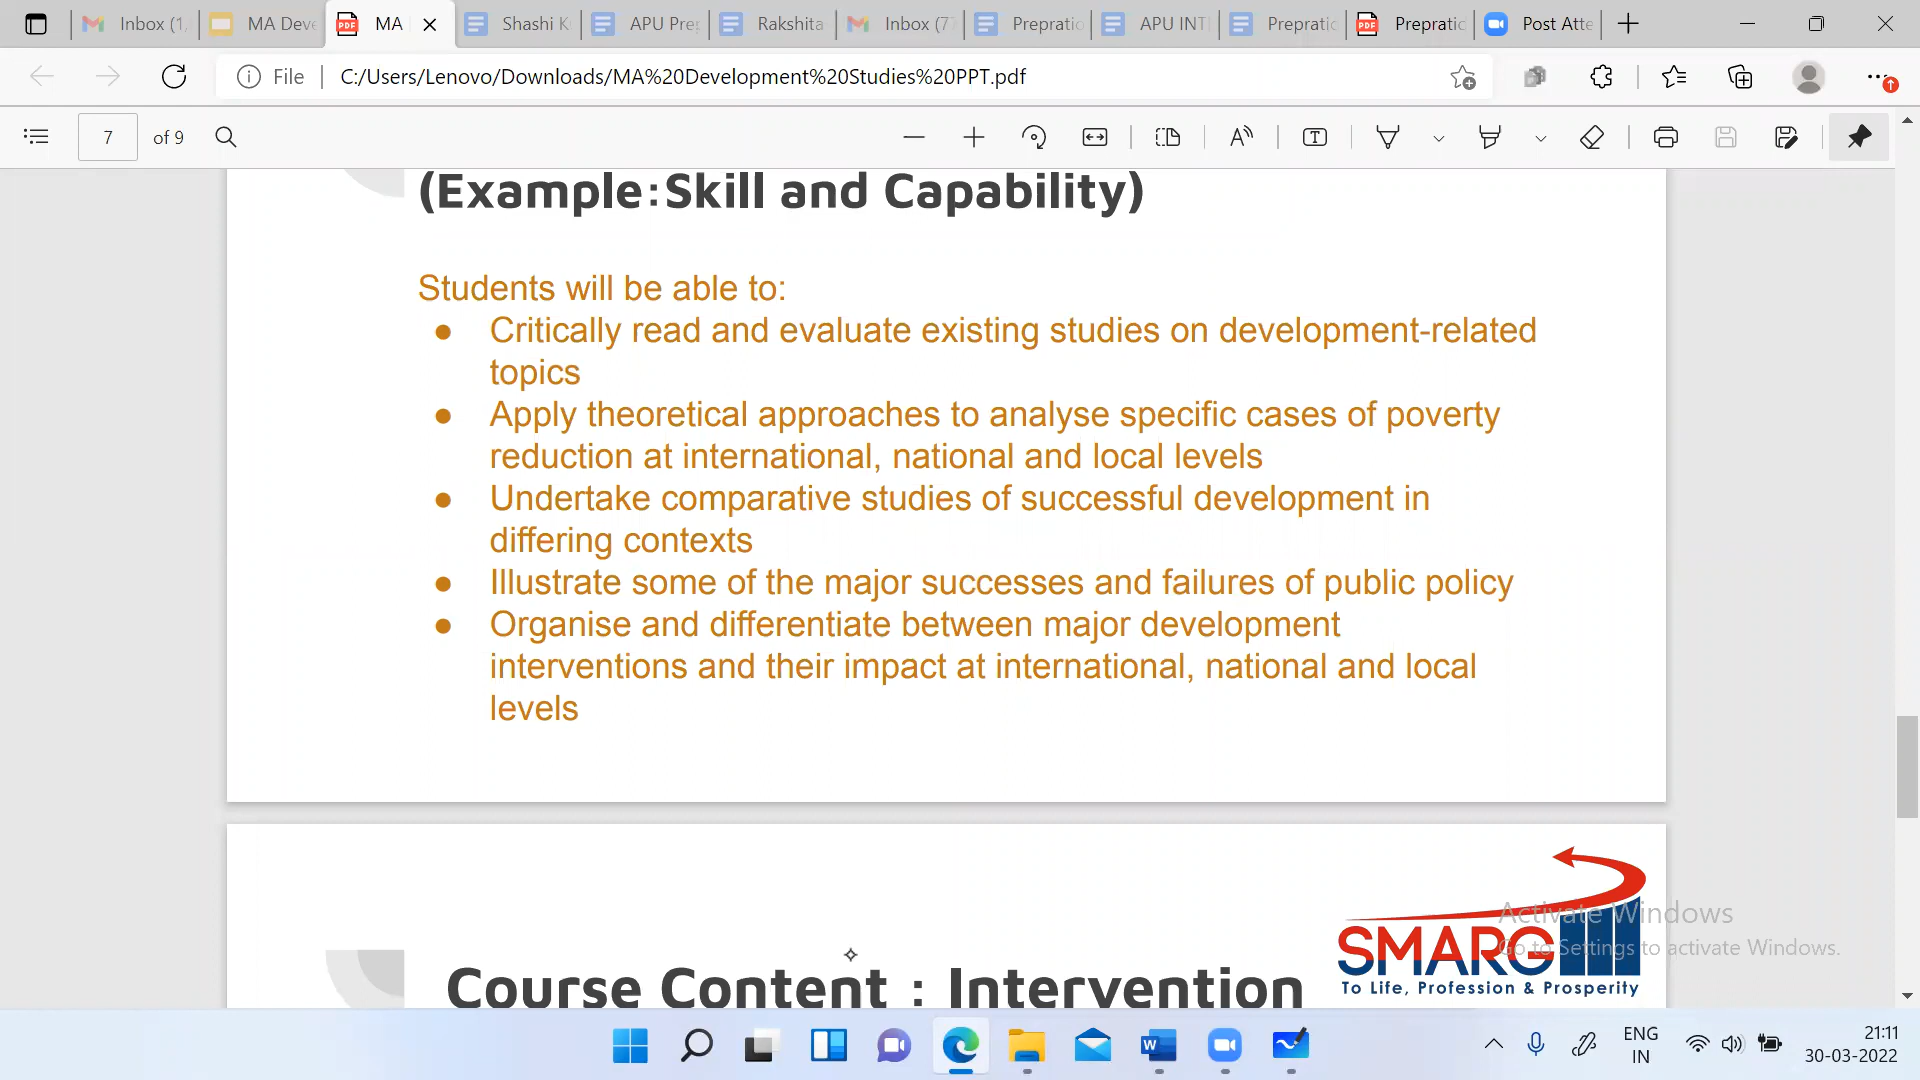 Inbox (1,
MA Deve
MA
Shashi K
APU Pre
Rakshita
Inbox (77
Prepratio
APU INT
Prepratio
Prepratio
Post Atte
File
C:/Users/Lenovo/Downloads/MA%20Development%20Studies%20PPT.pdf
7 of 9
(Example:Skill and Capability)
Students will be able to:
● Critically read and evaluate existing studies on development-related
topics
● Apply theoretical approaches to analyse specific cases of poverty
reduction at international, national and local levels
● Undertake comparative studies of successful development in
differing contexts
● Illustrate some of the major successes and failures of public policy
● Organise and differentiate between major development
interventions and their impact at international, national and local
levels
SMARG
To Life, Profession & Prosperity
Activate Windows
Go to Settings to activate Windows.
Course Content : Intervention
ENG
IN
21:11
30-03-2022